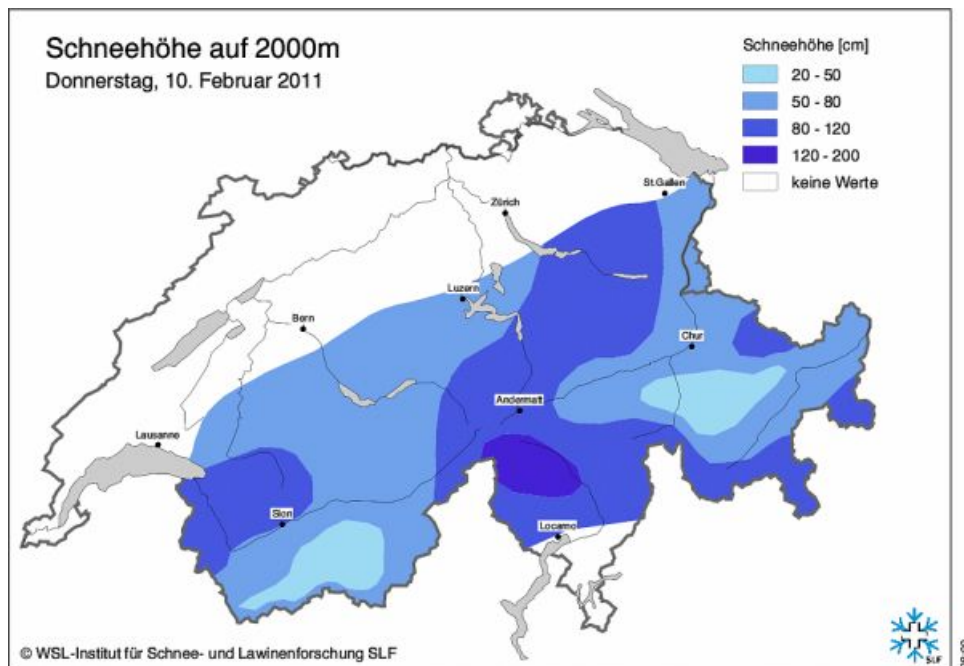 Schneehöhe auf 2000m
Donnerstag, 10. Februar 2011
Schneehöhe [cm]
20 - 50
50 - 80
80 - 120
120 - 200
keine Werte
St.Gallen
Zürich
Luzern
Bern
Chur
Andermatt
Lausanne
Sion
Locarno
© WSL-Institut für Schnee- und Lawinenforschung SLF
SLF